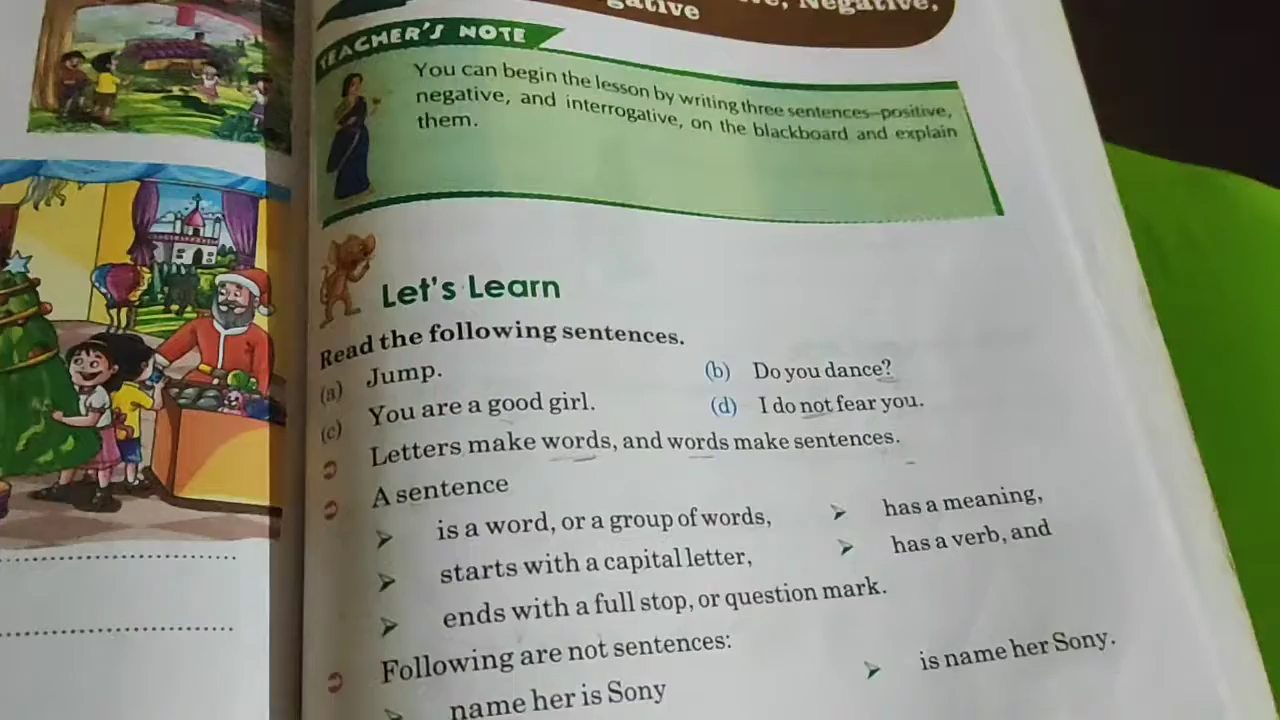 gative
Negative,
TEACHER'S NOTE
You can begin the lesson by writing three sentences–positive,
negative, and interrogative, on the blackboard and explain
them.
Let's Learn
Read the following sentences.
(a) Jump. (b) Do you dance?
(c) You are a good girl. (d) I do not fear you.
Letters make words, and words make sentences.
A sentence
is a word, or a group of words, has a meaning,
starts with a capital letter, has a verb, and
ends with a full stop, or question mark.
Following are not sentences:
name her is Sony is name her Sony.